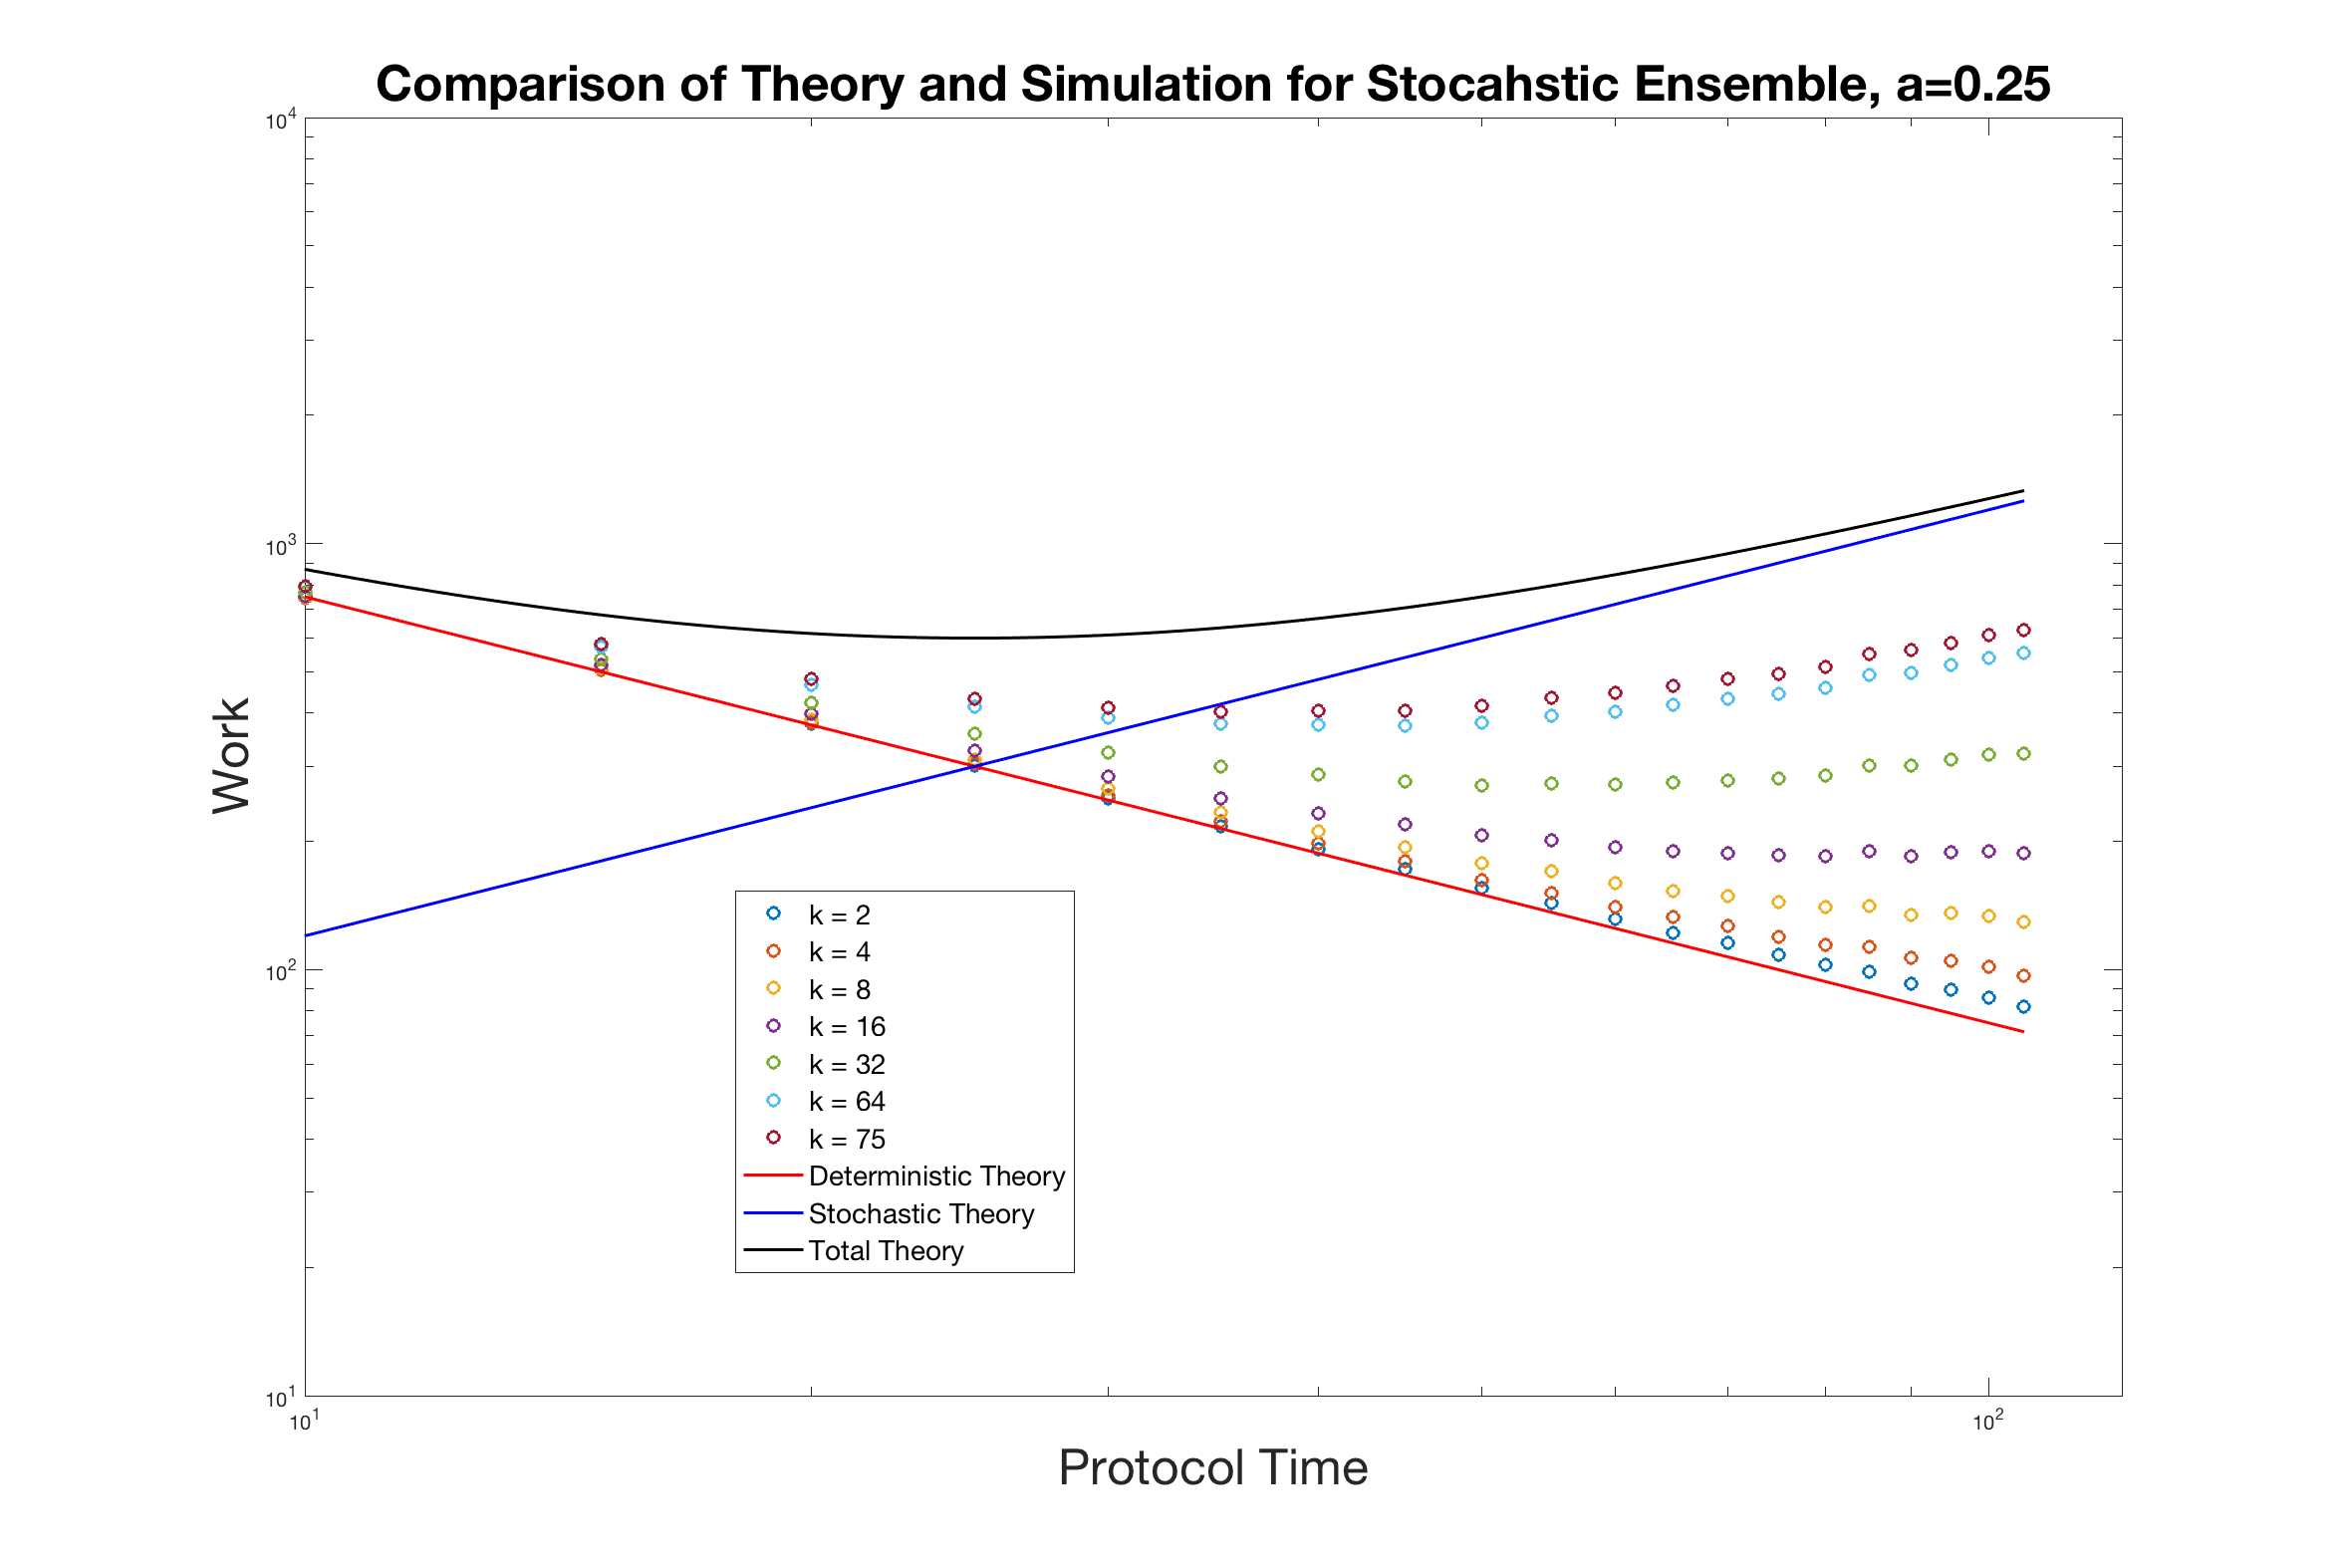 Comparison of Theory and Simulation for Stocahstic Ensemble, a=0.25
10^4
10^3
10^2
10^1
Work
k = 2
k = 4
k = 8
k = 16
k = 32
k = 64
k = 75
Deterministic Theory
Stochastic Theory
Total Theory
10^1
10^2
Protocol Time